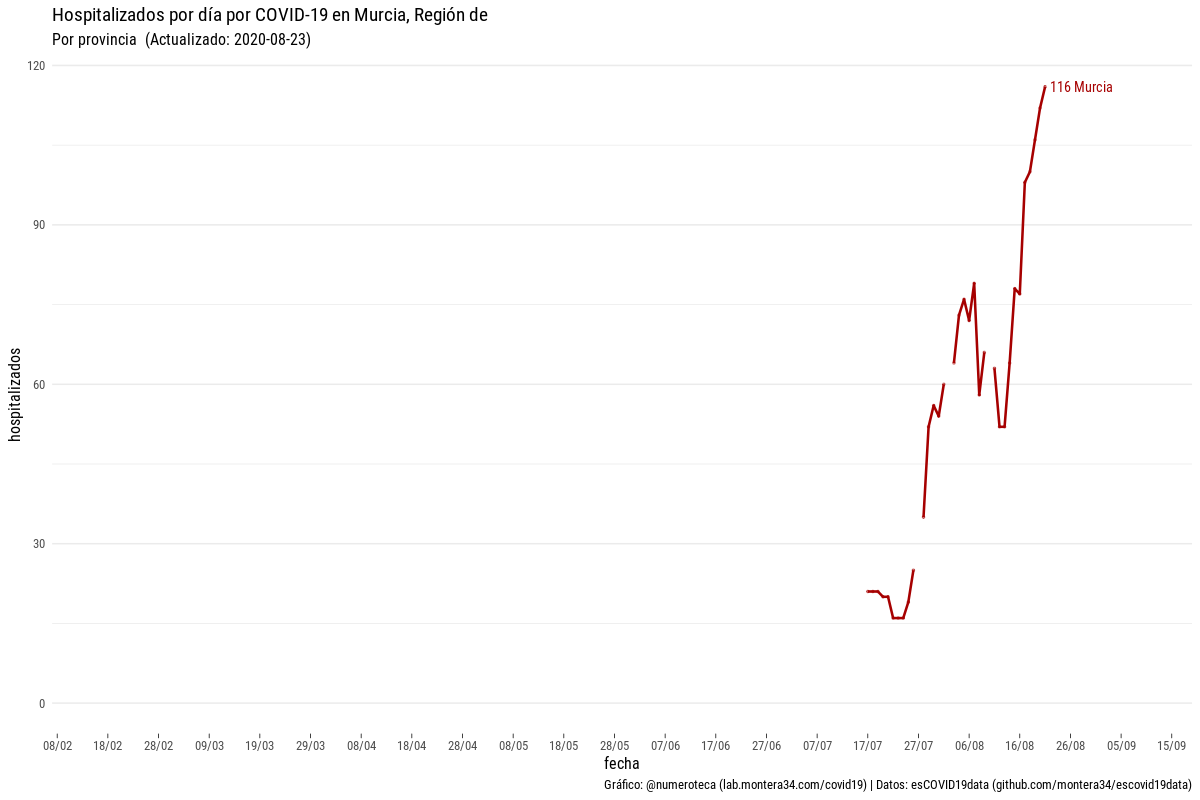 Hospitalizados por día por COVID-19 en Murcia, Región de
Por provincia  (Actualizado: 2020-08-23)
120
116 Murcia
90
hospitalizados
60
30
0
08/02 18/02 28/02 09/03 19/03 29/03 08/04 18/04 28/04 08/05 18/05 28/05 07/06 17/06 27/06 07/07 17/07 27/07 06/08 16/08 26/08 05/09 15/09
fecha
Gráfico: @numeroteca (lab.montera34.com/covid19) | Datos: esCOVID19data (github.com/montera34/escovid19data)